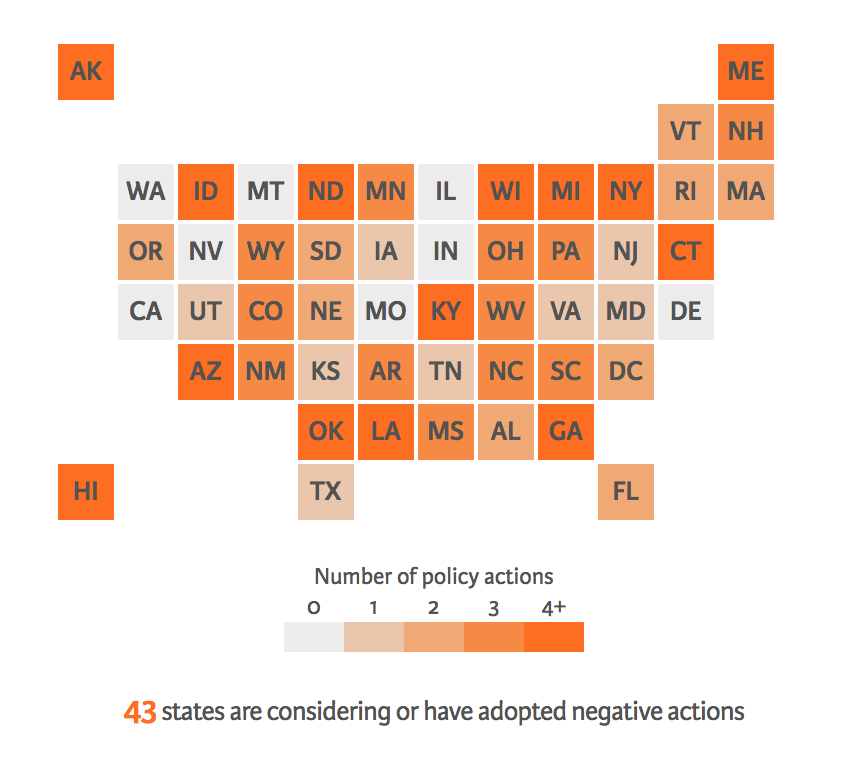 AK ME
VT NH
WA ID MT ND MN IL WI MI NY RI MA
OR NV WY SD IA IN OH PA NJ CT
CA UT CO NE MO KY WV VA MD DE
AZ NM KS AR TN NC SC DC
OK LA MS AL GA
HI TX FL
Number of policy actions
0 1 2 3 4+
43 states are considering or have adopted negative actions